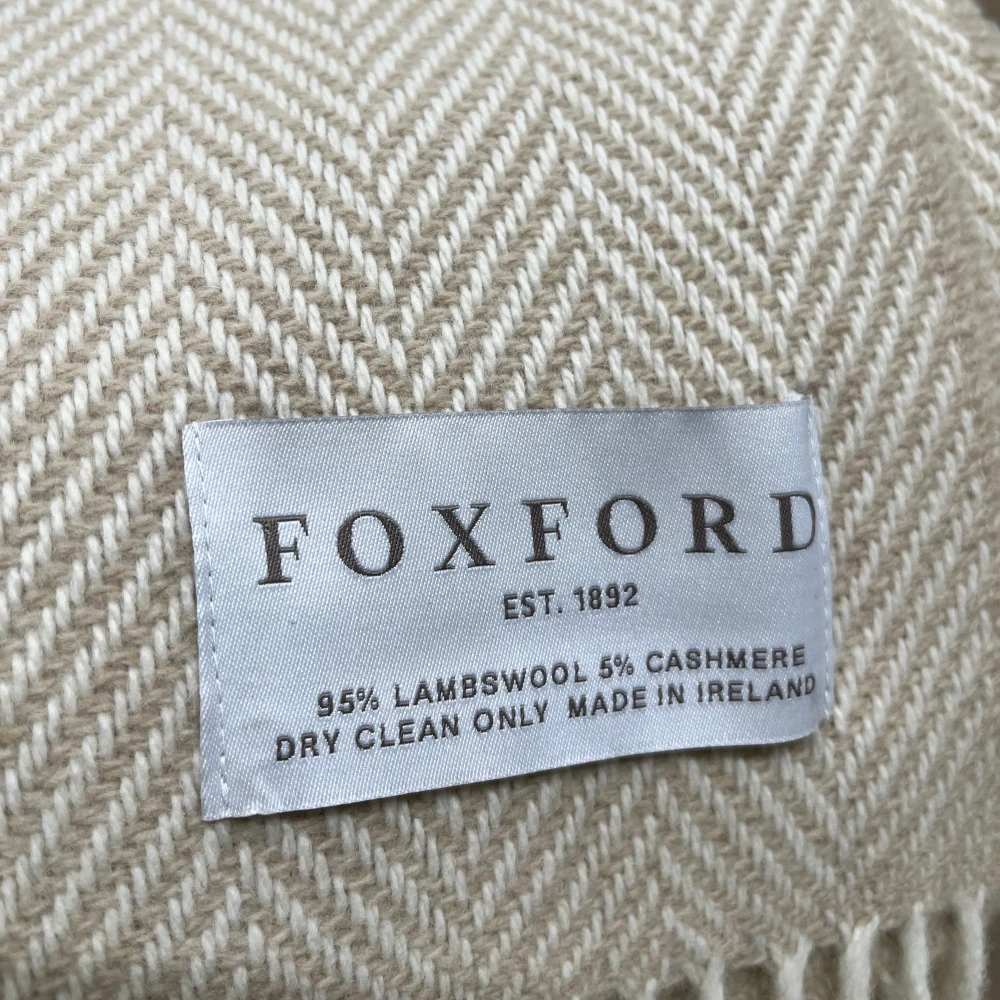 FOXFORD
EST. 1892
95% LAMBSWOOL 5% CASHMERE
DRY CLEAN ONLY MADE IN IRELAND